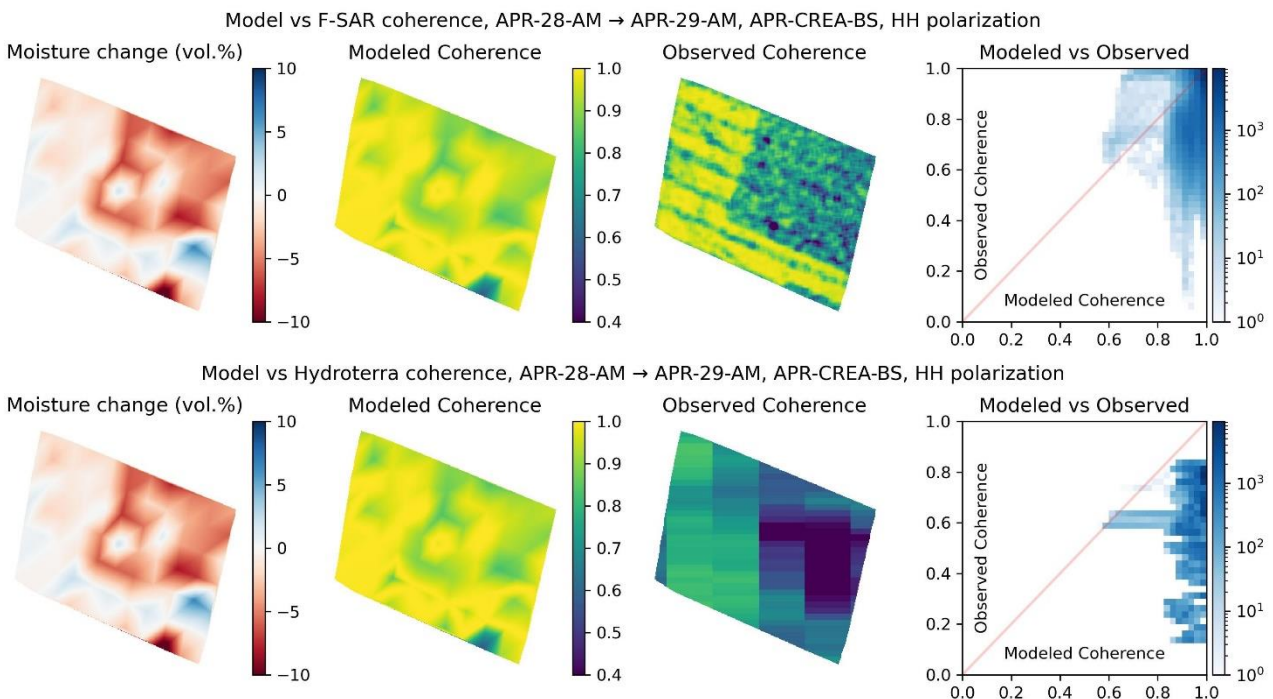 Model vs F-SAR coherence, APR-28-AM → APR-29-AM, APR-CREA-BS, HH polarization
Moisture change (vol.%)
10
5
0
−5
−10
Modeled Coherence
1.0
0.9
0.8
0.7
0.6
0.5
0.4
Observed Coherence
Modeled vs Observed
1.0
0.8
0.6
0.4
0.2
0.0
Observed Coherence
Modeled Coherence
0.0 0.2 0.4 0.6 0.8 1.0
10³
10²
10¹
10⁰
Model vs Hydroterra coherence, APR-28-AM → APR-29-AM, APR-CREA-BS, HH polarization
Moisture change (vol.%)
10
5
0
−5
−10
Modeled Coherence
1.0
0.9
0.8
0.7
0.6
0.5
0.4
Observed Coherence
Modeled vs Observed
1.0
0.8
0.6
0.4
0.2
0.0
Observed Coherence
Modeled Coherence
0.0 0.2 0.4 0.6 0.8 1.0
10³
10²
10¹
10⁰